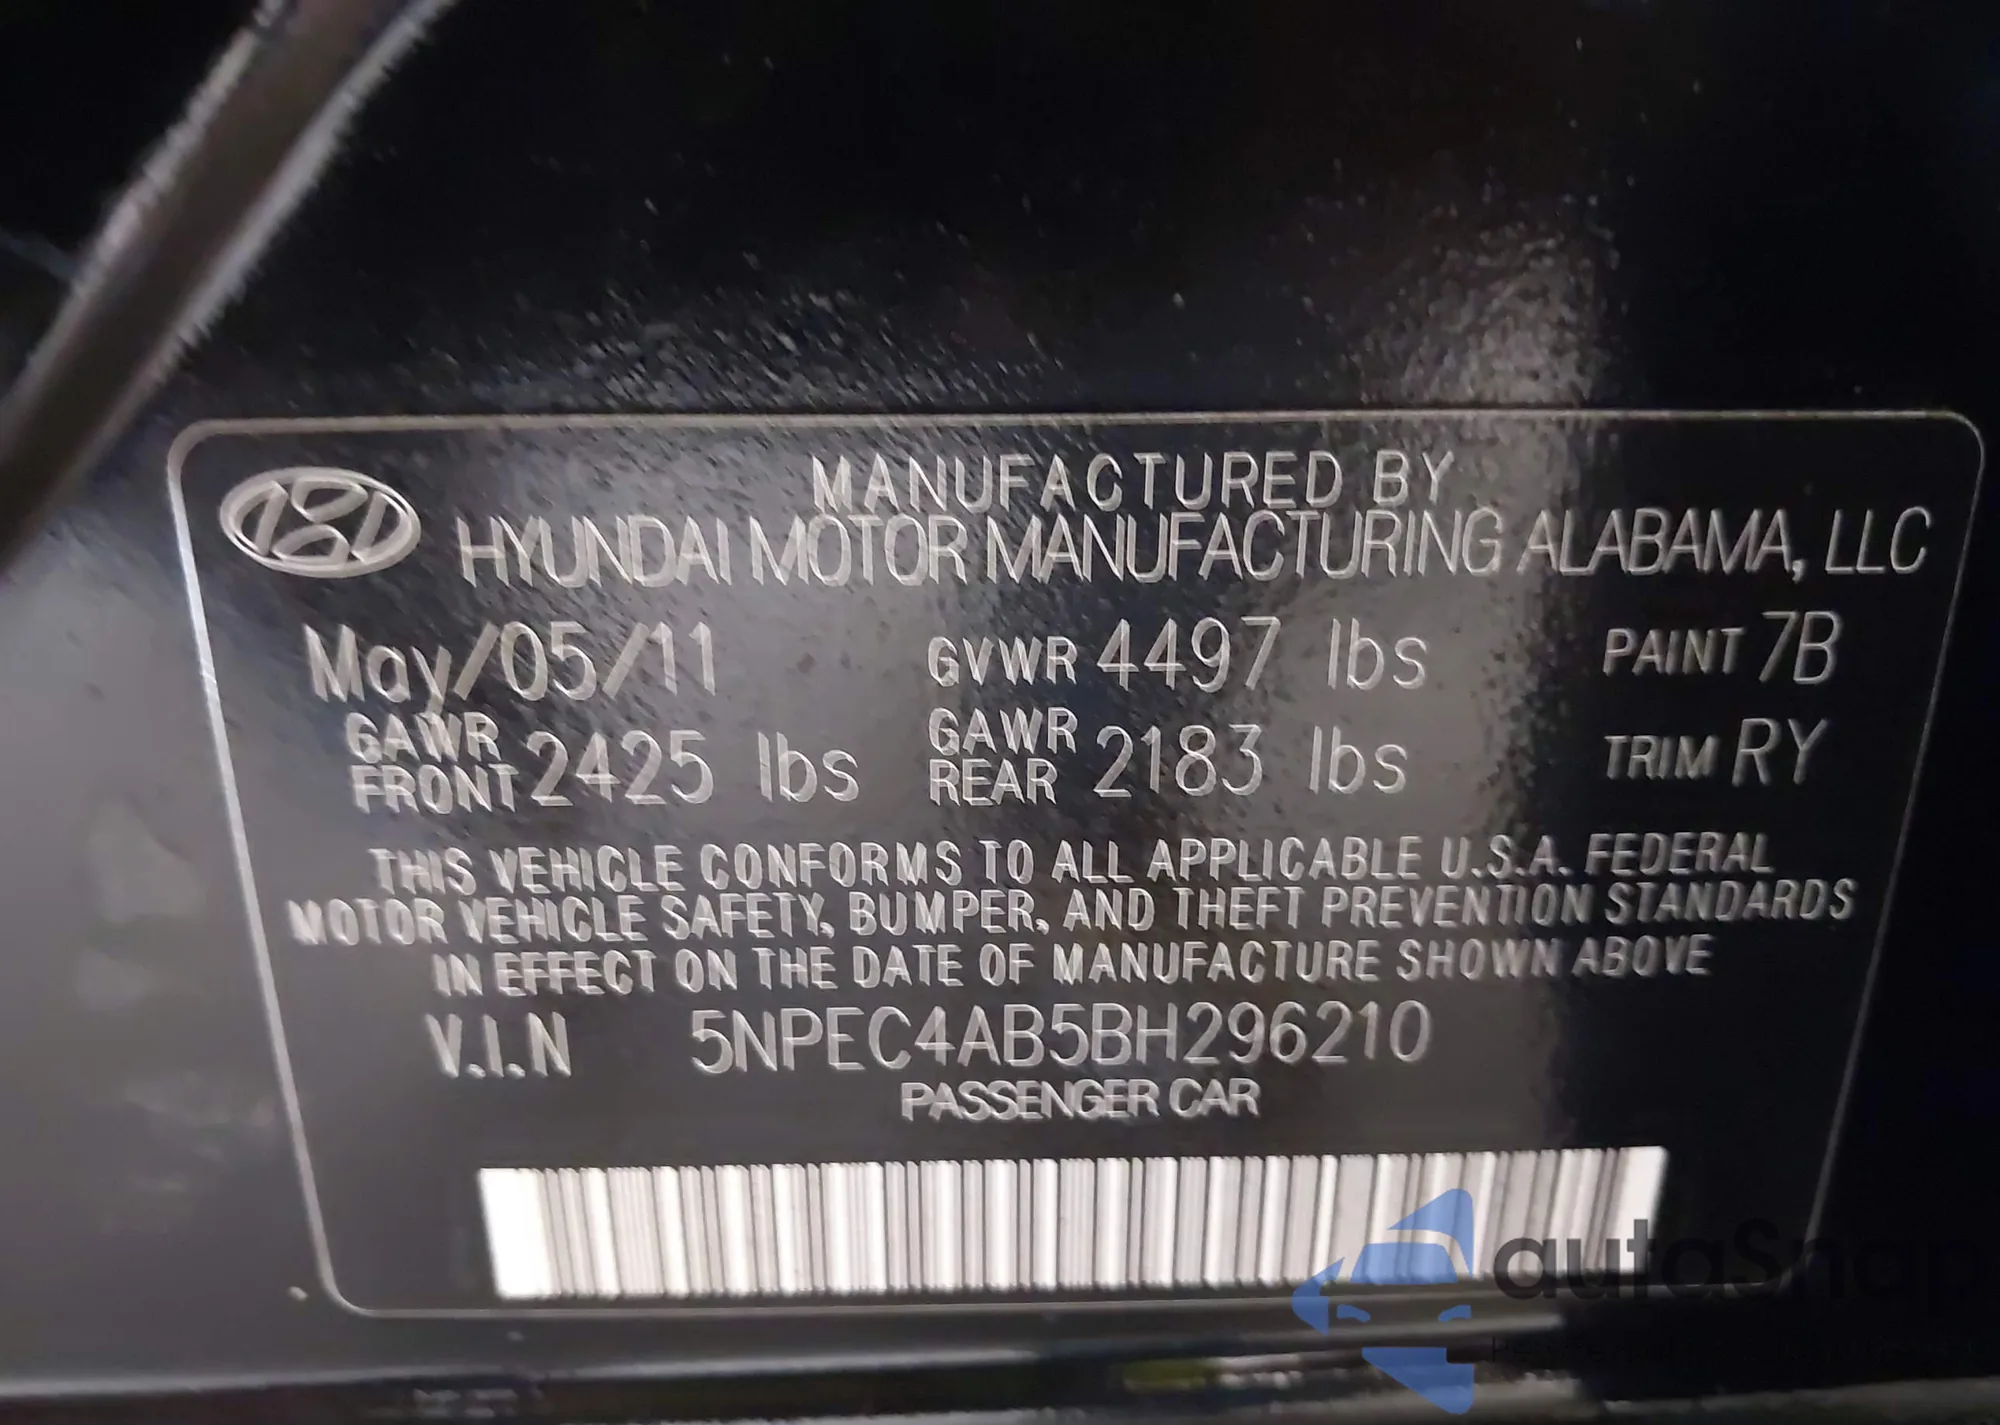 MANUFACTURED BY
HYUNDAI MOTOR MANUFACTURING ALABAMA, LLC
May/05/11 GVWR 4497 lbs PAINT 7B
GAWR FRONT 2425 lbs GAWR REAR 2183 lbs TRIM RY
THIS VEHICLE CONFORMS TO ALL APPLICABLE U.S.A. FEDERAL
MOTOR VEHICLE SAFETY, BUMPER, AND THEFT PREVENTION STANDARDS
IN EFFECT ON THE DATE OF MANUFACTURE SHOWN ABOVE
V.I.N 5NPEC4AB5BH296210
PASSENGER CAR
autoSnap